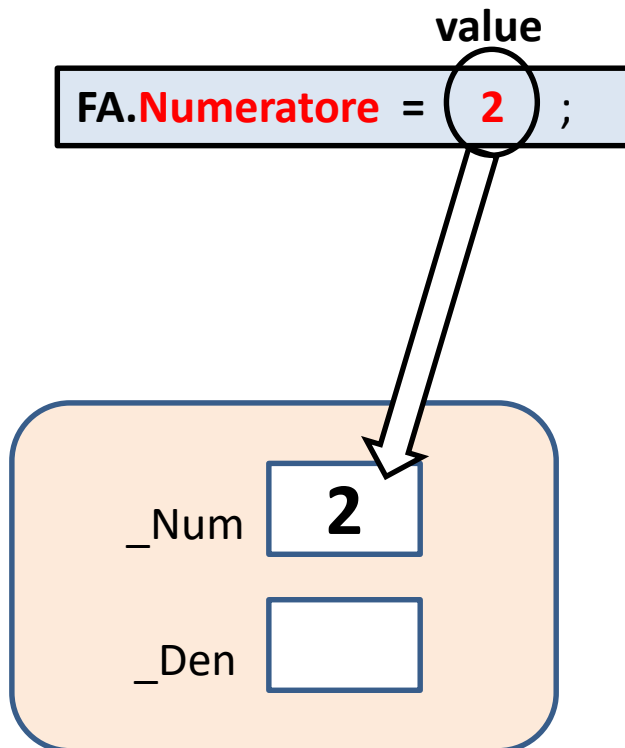 value
FA.Numeratore = 2 ;
_Num 2
_Den